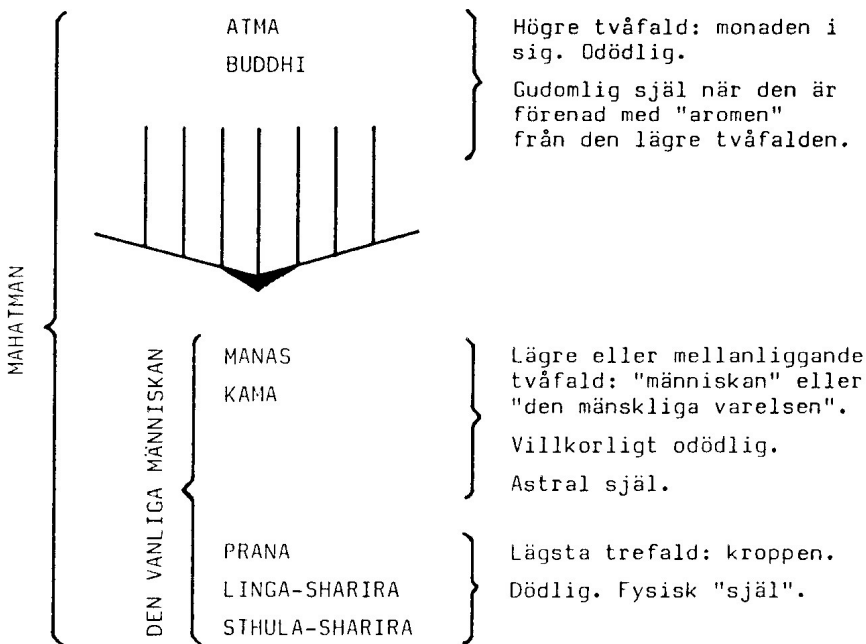 MAHATMAN
ATMA
BUDDHI
Högre tvåfald: monaden i
sig. Odödlig.
Gudomlig själ när den är
förenad med "aromen"
från den lägre tvåfalden.
DEN VANLIGA MÄNNISKAN
MANAS
KAMA
Lägre eller mellanliggande
tvåfald: "människan" eller
"den mänskliga varelsen".
Villkorligt odödlig.
Astral själ.
PRANA
LINGA-SHARIRA
STHULA-SHARIRA
Lägsta trefald: kroppen.
Dödlig. Fysisk "själ".